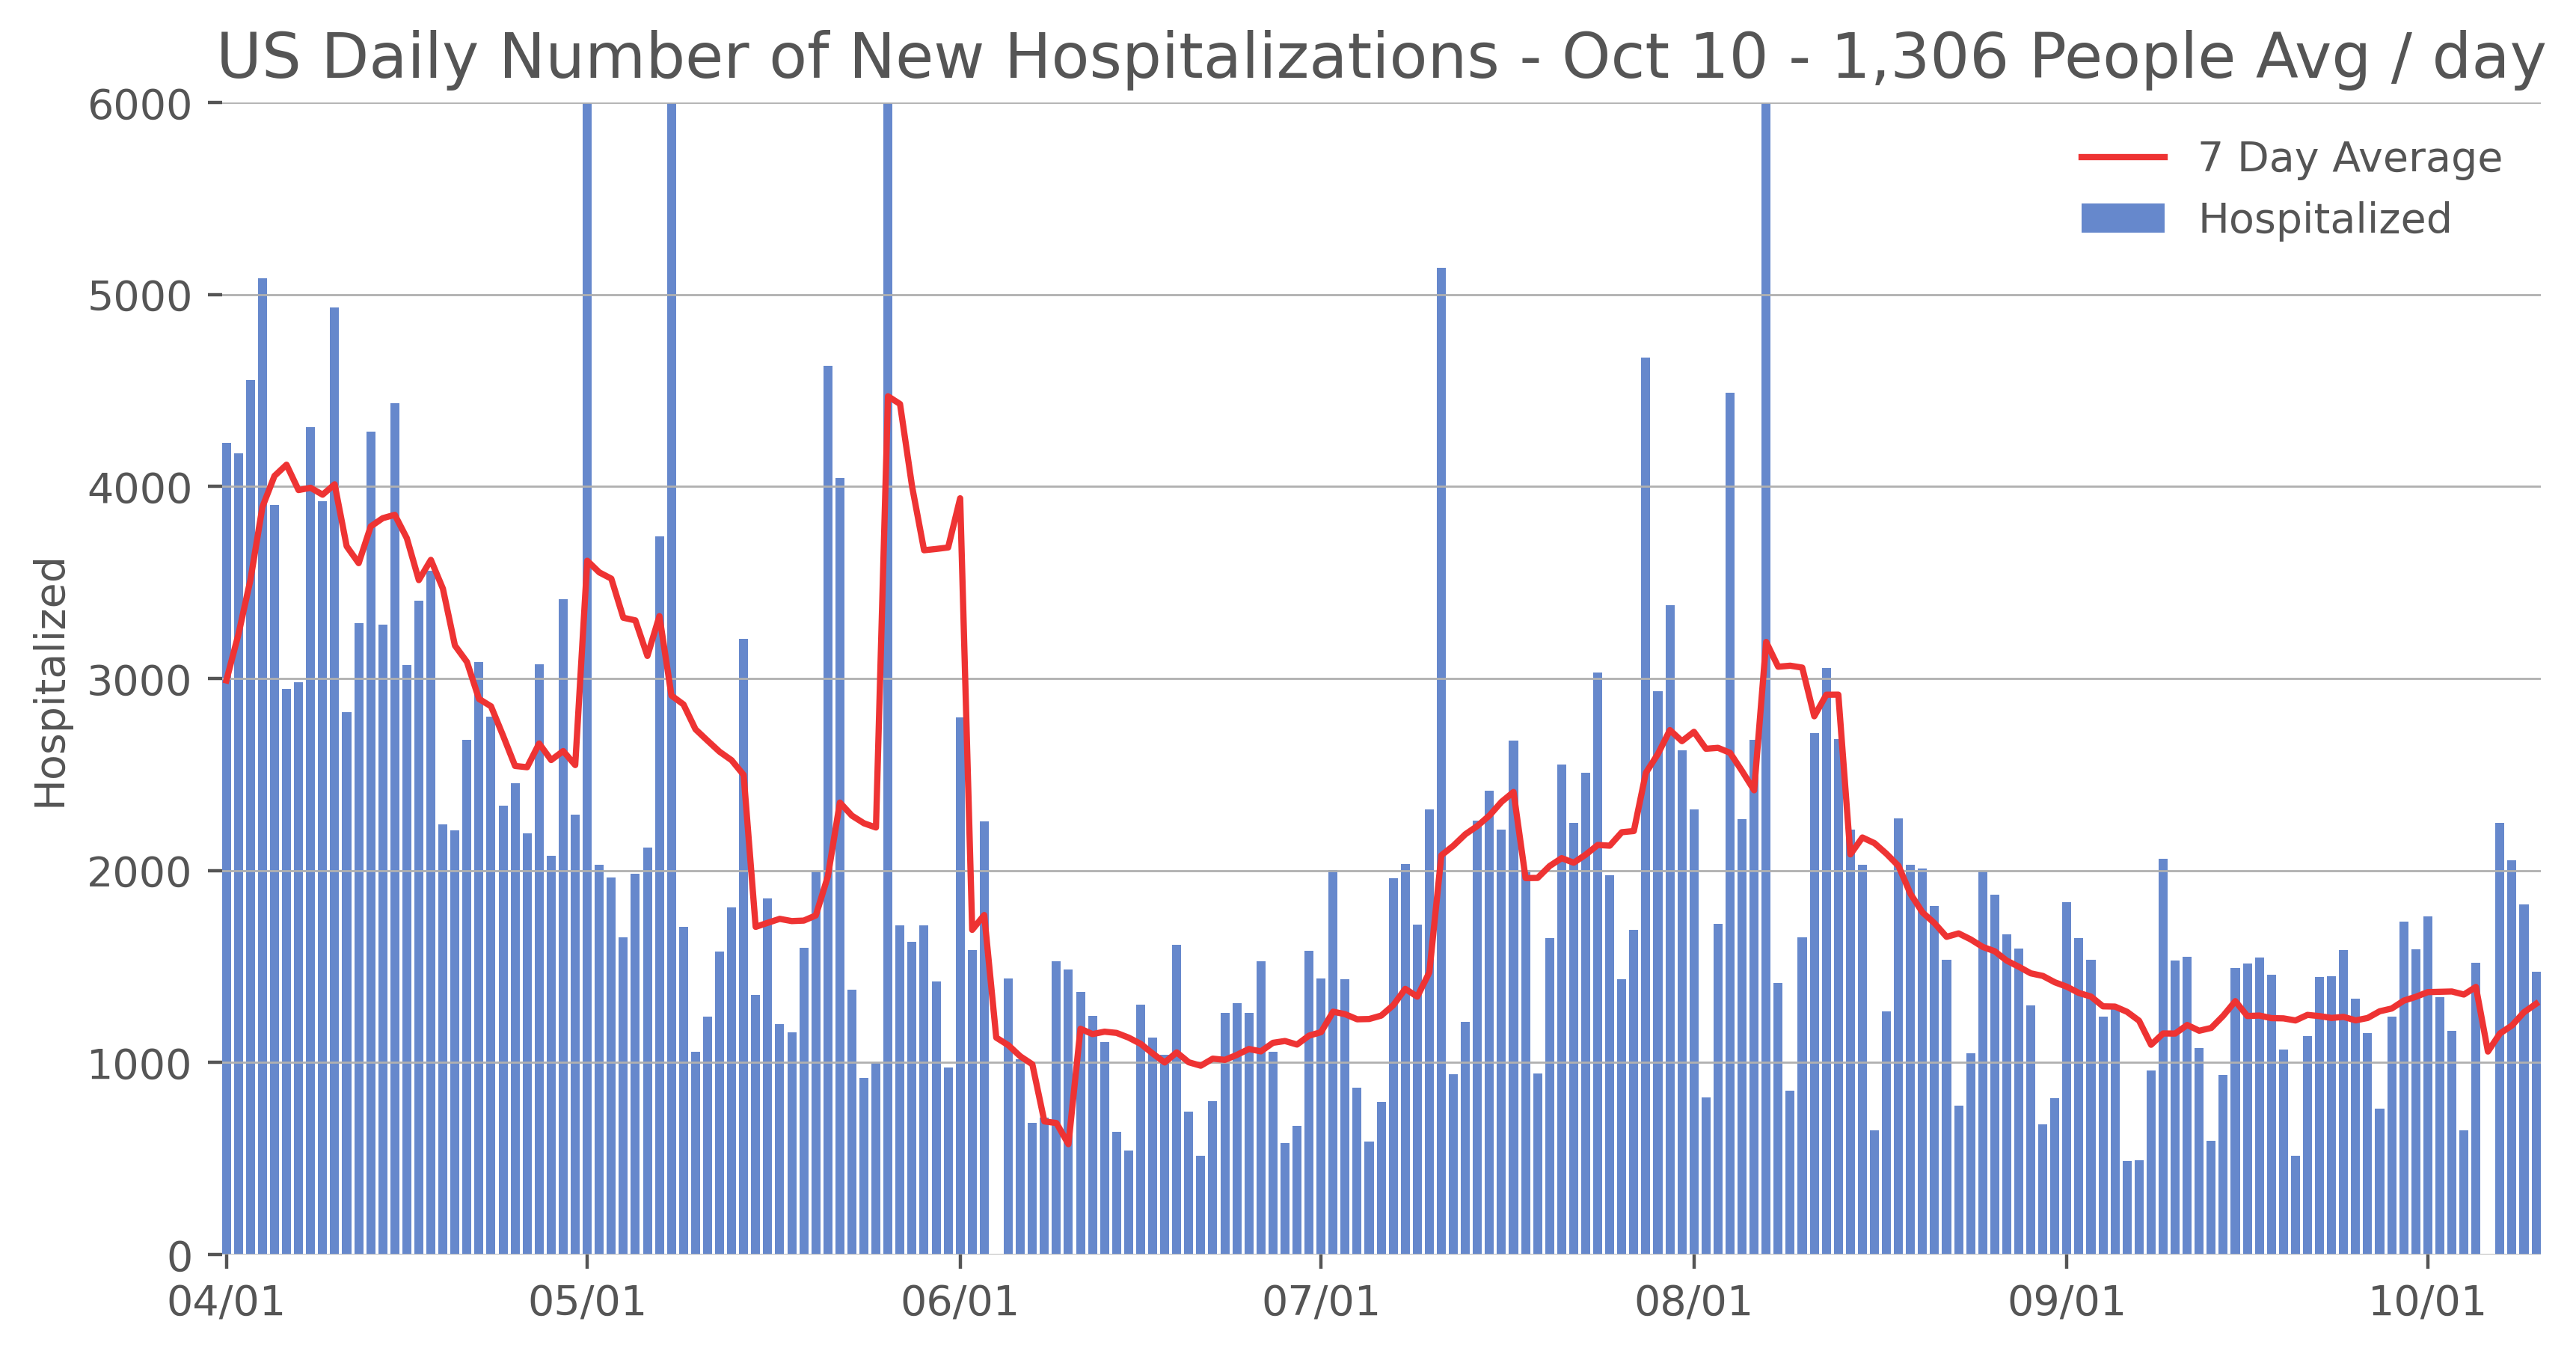 US Daily Number of New Hospitalizations - Oct 10 - 1,306 People Avg / day
6000
5000
4000
3000
2000
1000
0
Hospitalized
7 Day Average
Hospitalized
04/01 05/01 06/01 07/01 08/01 09/01 10/01